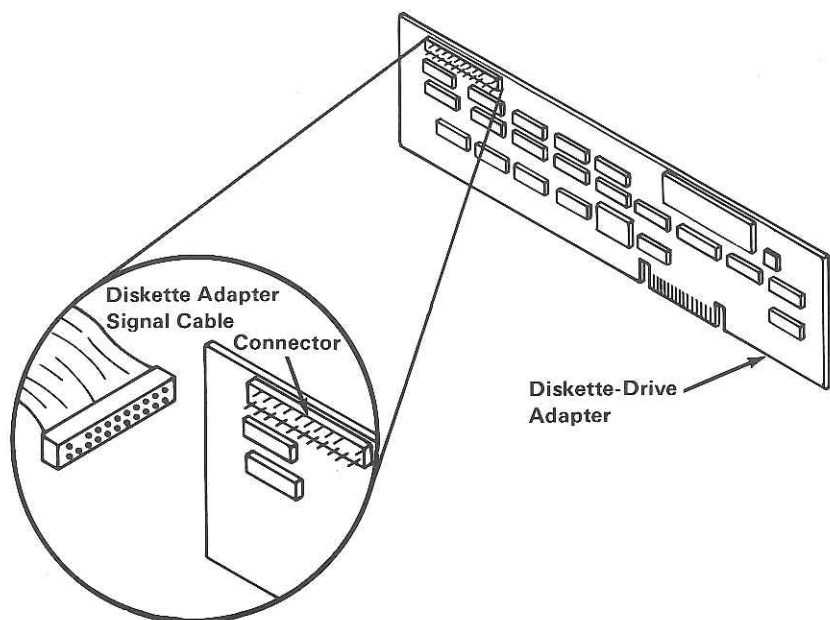 Diskette Adapter
Signal Cable
Connector
Diskette-Drive
Adapter